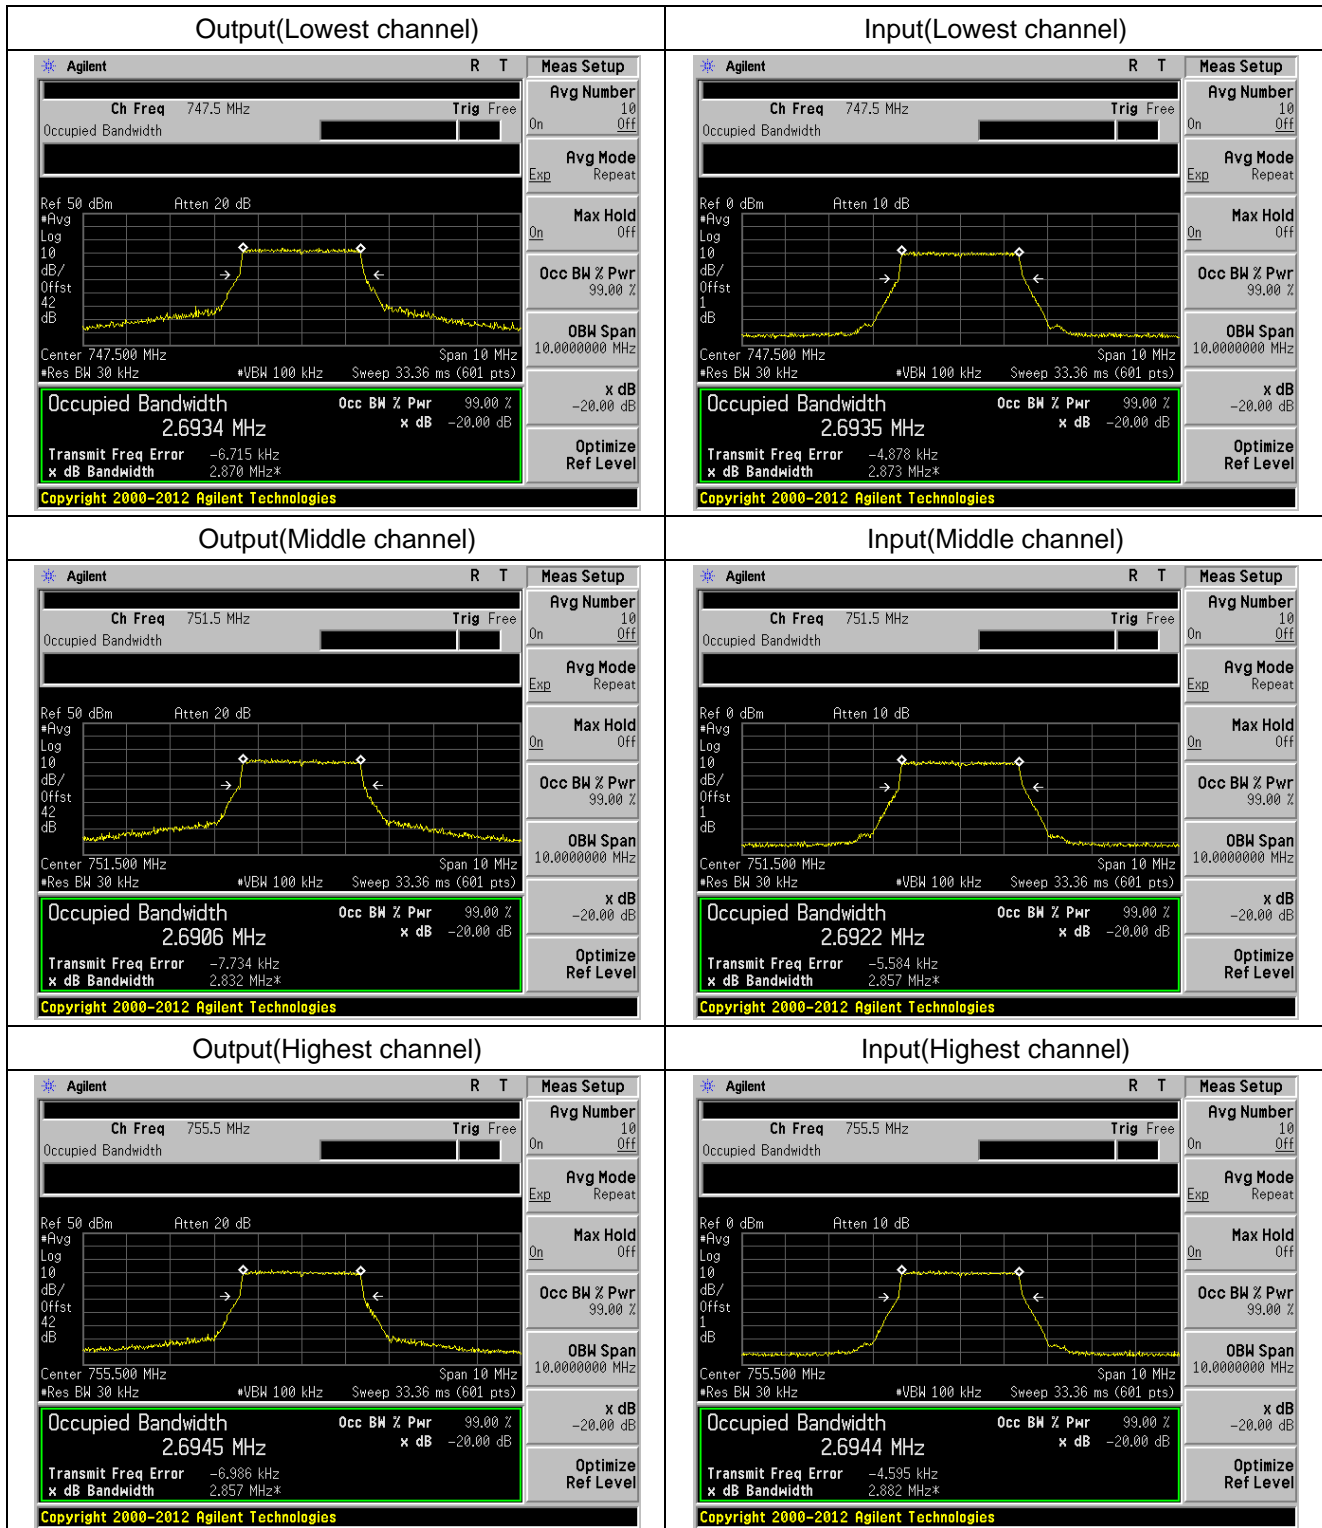 Output(Lowest channel)
Agilent R T Meas Setup
Ch Freq 747.5 MHz Trig Free
Occupied Bandwidth
Avg Number
10
On Off
Avg Mode
Exp Repeat
Max Hold
On Off
Occ BW % Pwr
99.00 %
OBW Span
10.0000000 MHz
x dB
-20.00 dB
Optimize
Ref Level
Ref 50 dBm Atten 20 dB
#Avg
Log
10
dB/
Offst
42
dB
Center 747.500 MHz Span 10 MHz
#Res BW 30 kHz #VBW 100 kHz Sweep 33.36 ms (601 pts)
Occupied Bandwidth Occ BW % Pwr 99.00 %
2.6934 MHz x dB -20.00 dB
Transmit Freq Error -6.715 kHz
x dB Bandwidth 2.870 MHz*
Copyright 2000-2012 Agilent Technologies
Input(Lowest channel)
Agilent R T Meas Setup
Ch Freq 747.5 MHz Trig Free
Occupied Bandwidth
Avg Number
10
On Off
Avg Mode
Exp Repeat
Max Hold
On Off
Occ BW % Pwr
99.00 %
OBW Span
10.0000000 MHz
x dB
-20.00 dB
Optimize
Ref Level
Ref 0 dBm Atten 10 dB
#Avg
Log
10
dB/
Offst
1
dB
Center 747.500 MHz Span 10 MHz
#Res BW 30 kHz #VBW 100 kHz Sweep 33.36 ms (601 pts)
Occupied Bandwidth Occ BW % Pwr 99.00 %
2.6935 MHz x dB -20.00 dB
Transmit Freq Error -4.878 kHz
x dB Bandwidth 2.873 MHz*
Copyright 2000-2012 Agilent Technologies
Output(Middle channel)
Agilent R T Meas Setup
Ch Freq 751.5 MHz Trig Free
Occupied Bandwidth
Avg Number
10
On Off
Avg Mode
Exp Repeat
Max Hold
On Off
Occ BW % Pwr
99.00 %
OBW Span
10.0000000 MHz
x dB
-20.00 dB
Optimize
Ref Level
Ref 50 dBm Atten 20 dB
#Avg
Log
10
dB/
Offst
42
dB
Center 751.500 MHz Span 10 MHz
#Res BW 30 kHz #VBW 100 kHz Sweep 33.36 ms (601 pts)
Occupied Bandwidth Occ BW % Pwr 99.00 %
2.6906 MHz x dB -20.00 dB
Transmit Freq Error -7.734 kHz
x dB Bandwidth 2.832 MHz*
Copyright 2000-2012 Agilent Technologies
Input(Middle channel)
Agilent R T Meas Setup
Ch Freq 751.5 MHz Trig Free
Occupied Bandwidth
Avg Number
10
On Off
Avg Mode
Exp Repeat
Max Hold
On Off
Occ BW % Pwr
99.00 %
OBW Span
10.0000000 MHz
x dB
-20.00 dB
Optimize
Ref Level
Ref 0 dBm Atten 10 dB
#Avg
Log
10
dB/
Offst
1
dB
Center 751.500 MHz Span 10 MHz
#Res BW 30 kHz #VBW 100 kHz Sweep 33.36 ms (601 pts)
Occupied Bandwidth Occ BW % Pwr 99.00 %
2.6922 MHz x dB -20.00 dB
Transmit Freq Error -5.584 kHz
x dB Bandwidth 2.857 MHz*
Copyright 2000-2012 Agilent Technologies
Output(Highest channel)
Agilent R T Meas Setup
Ch Freq 755.5 MHz Trig Free
Occupied Bandwidth
Avg Number
10
On Off
Avg Mode
Exp Repeat
Max Hold
On Off
Occ BW % Pwr
99.00 %
OBW Span
10.0000000 MHz
x dB
-20.00 dB
Optimize
Ref Level
Ref 50 dBm Atten 20 dB
#Avg
Log
10
dB/
Offst
42
dB
Center 755.500 MHz Span 10 MHz
#Res BW 30 kHz #VBW 100 kHz Sweep 33.36 ms (601 pts)
Occupied Bandwidth Occ BW % Pwr 99.00 %
2.6945 MHz x dB -20.00 dB
Transmit Freq Error -6.986 kHz
x dB Bandwidth 2.857 MHz*
Copyright 2000-2012 Agilent Technologies
Input(Highest channel)
Agilent R T Meas Setup
Ch Freq 755.5 MHz Trig Free
Occupied Bandwidth
Avg Number
10
On Off
Avg Mode
Exp Repeat
Max Hold
On Off
Occ BW % Pwr
99.00 %
OBW Span
10.0000000 MHz
x dB
-20.00 dB
Optimize
Ref Level
Ref 0 dBm Atten 10 dB
#Avg
Log
10
dB/
Offst
1
dB
Center 755.500 MHz Span 10 MHz
#Res BW 30 kHz #VBW 100 kHz Sweep 33.36 ms (601 pts)
Occupied Bandwidth Occ BW % Pwr 99.00 %
2.6944 MHz x dB -20.00 dB
Transmit Freq Error -4.595 kHz
x dB Bandwidth 2.882 MHz*
Copyright 2000-2012 Agilent Technologies